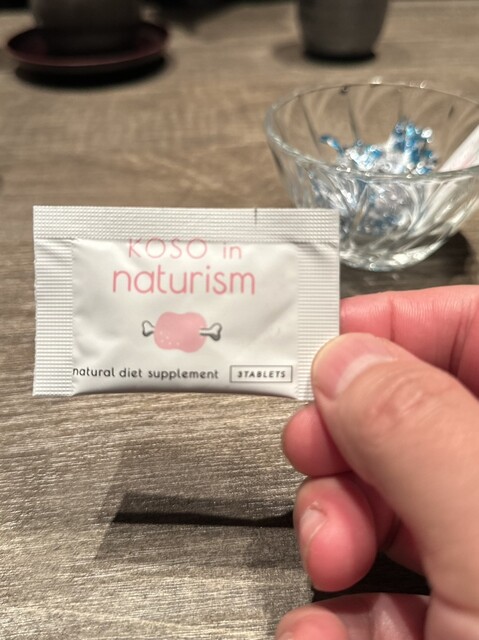 KOSO in
naturism
natural diet supplement
3TABLETS